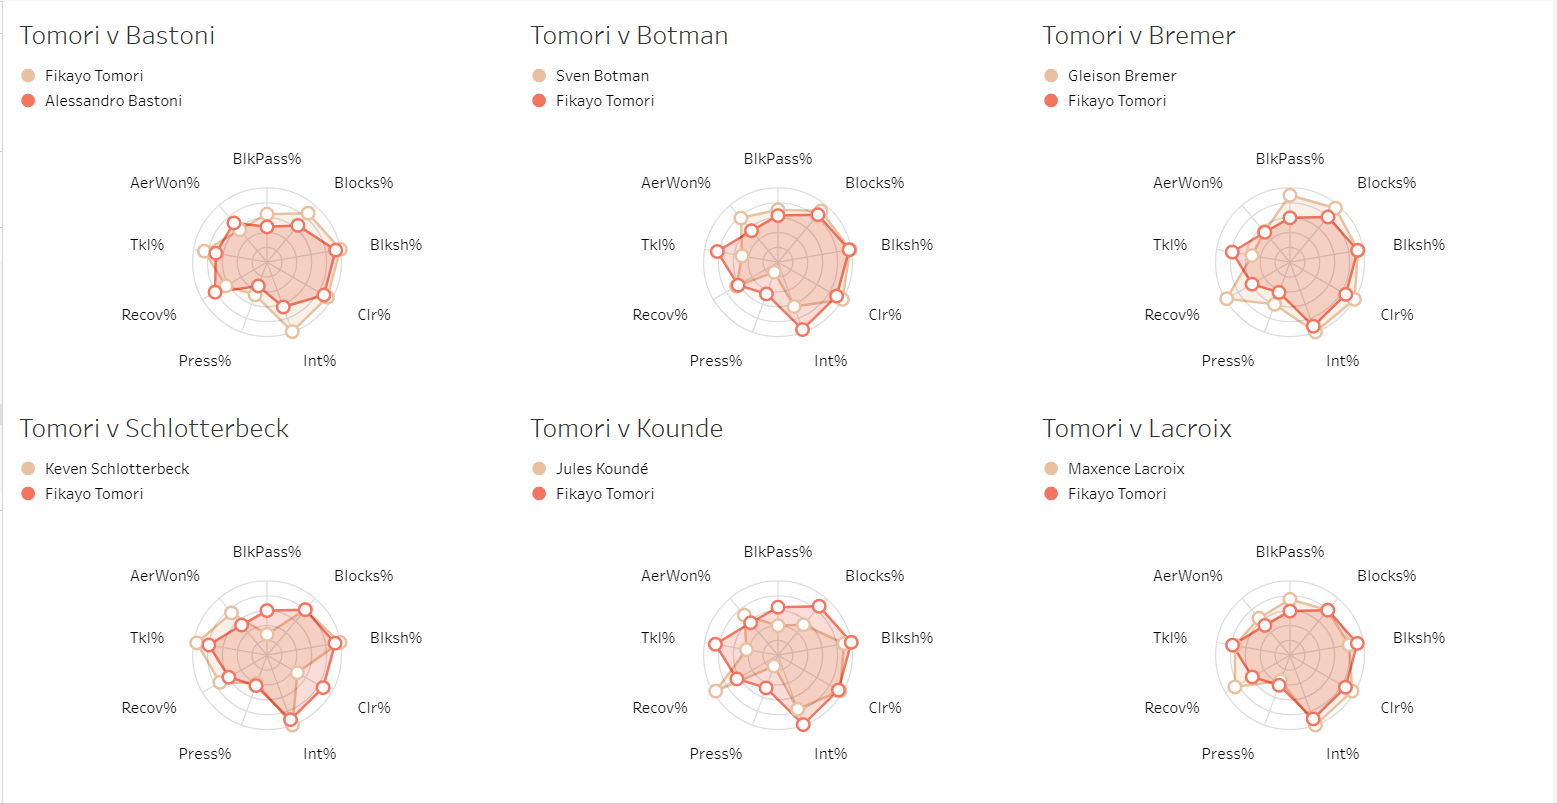 Tomori v Bastoni
Fikayo Tomori
Alessandro Bastoni
BlkPass%
AerWon%
Blocks%
Tkl%
Blksh%
Recov%
Clr%
Press%
Int%
Tomori v Botman
Sven Botman
Fikayo Tomori
BlkPass%
AerWon%
Blocks%
Tkl%
Blksh%
Recov%
Clr%
Press%
Int%
Tomori v Bremer
Gleison Bremer
Fikayo Tomori
BlkPass%
AerWon%
Blocks%
Tkl%
Blksh%
Recov%
Clr%
Press%
Int%
Tomori v Schlotterbeck
Keven Schlotterbeck
Fikayo Tomori
BlkPass%
AerWon%
Blocks%
Tkl%
Blksh%
Recov%
Clr%
Press%
Int%
Tomori v Kounde
Jules Koundé
Fikayo Tomori
BlkPass%
AerWon%
Blocks%
Tkl%
Blksh%
Recov%
Clr%
Press%
Int%
Tomori v Lacroix
Maxence Lacroix
Fikayo Tomori
BlkPass%
AerWon%
Blocks%
Tkl%
Blksh%
Recov%
Clr%
Press%
Int%